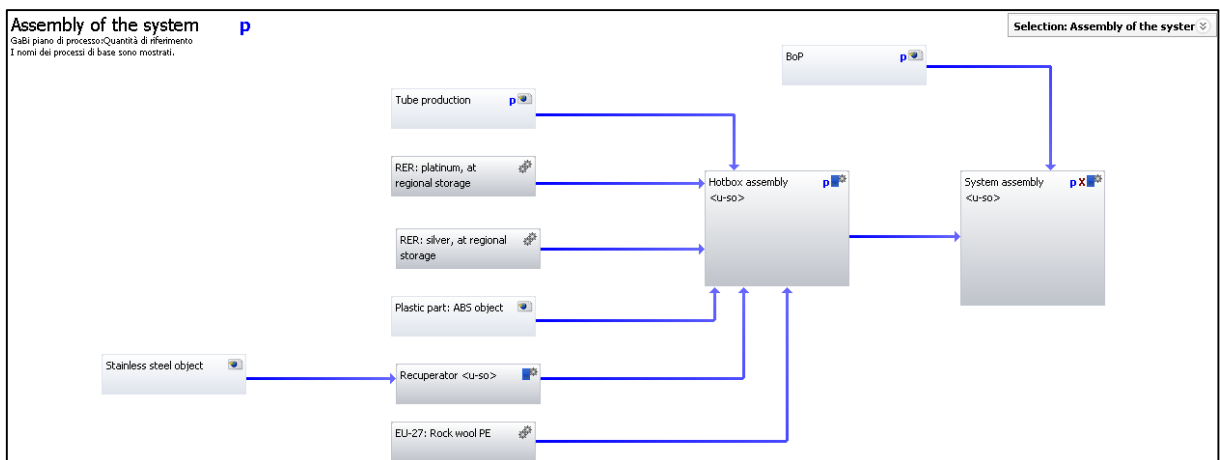 Assembly of the system p
GaBi piano di processo:Quantità di riferimento
I nomi dei processi di base sono mostrati.
Selection: Assembly of the syster
BoP p
Tube production p
RER: platinum, at
regional storage
Hotbox assembly p
<u-so>
System assembly p X
<u-so>
RER: silver, at regional
storage
Plastic part: ABS object
Stainless steel object
Recuperator <u-so>
EU-27: Rock wool PE